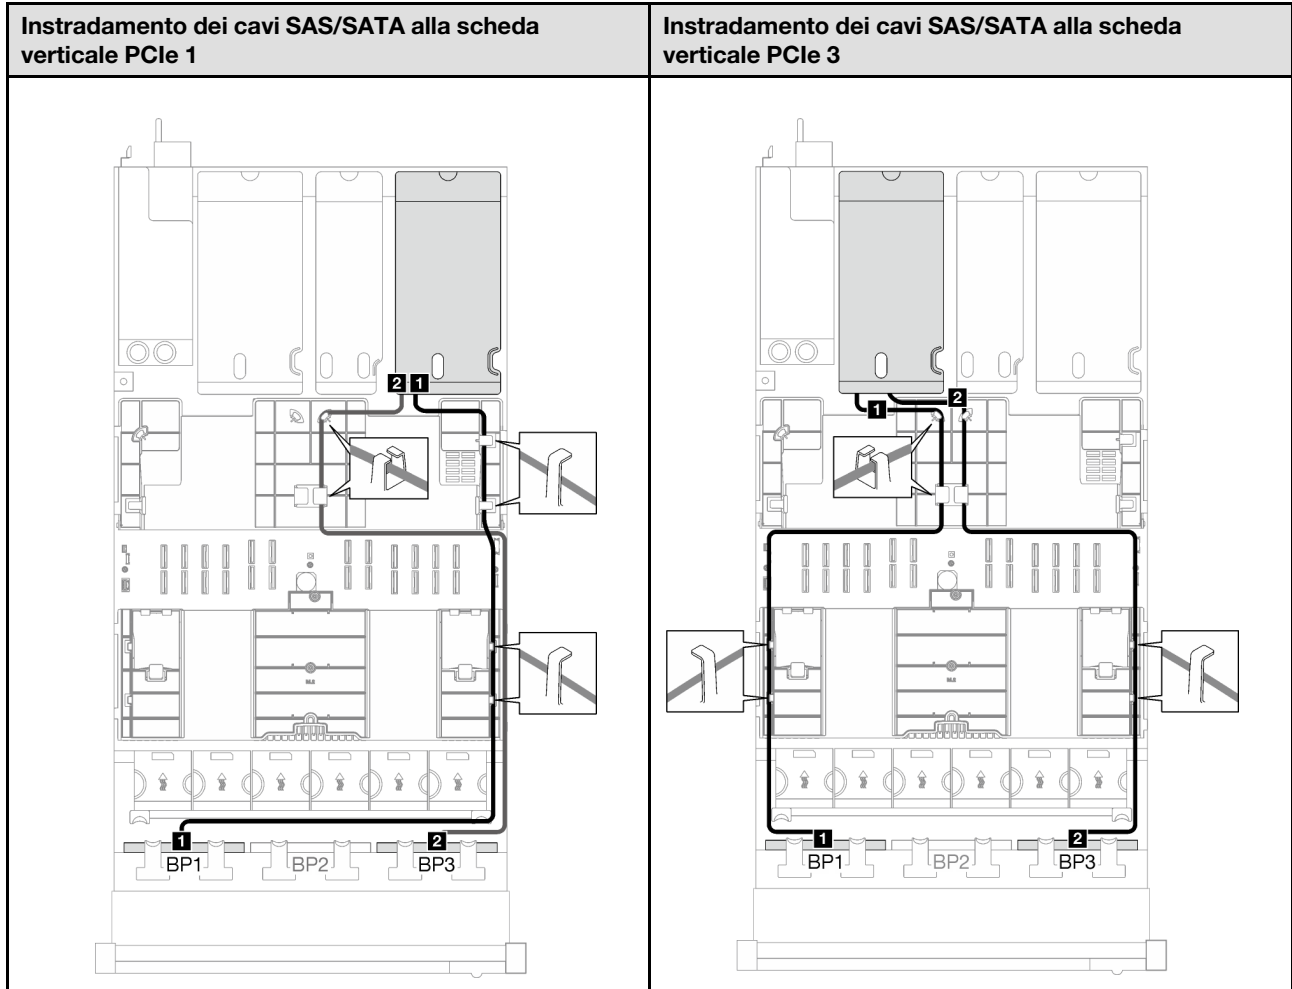 Instradamento dei cavi SAS/SATA alla scheda
verticale PCIe 1
Instradamento dei cavi SAS/SATA alla scheda
verticale PCIe 3
2 1
1 2
BP1 BP2 BP3
1 2
1 2
BP1 BP2 BP3